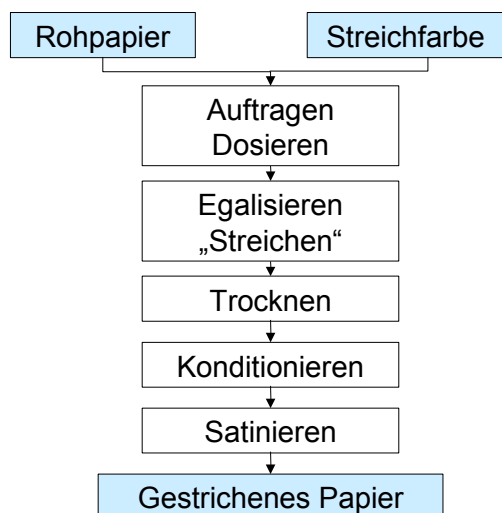 Rohpapier
Streichfarbe
Auftragen
Dosieren
Egalisieren
„Streichen“
Trocknen
Konditionieren
Satinieren
Gestrichenes Papier